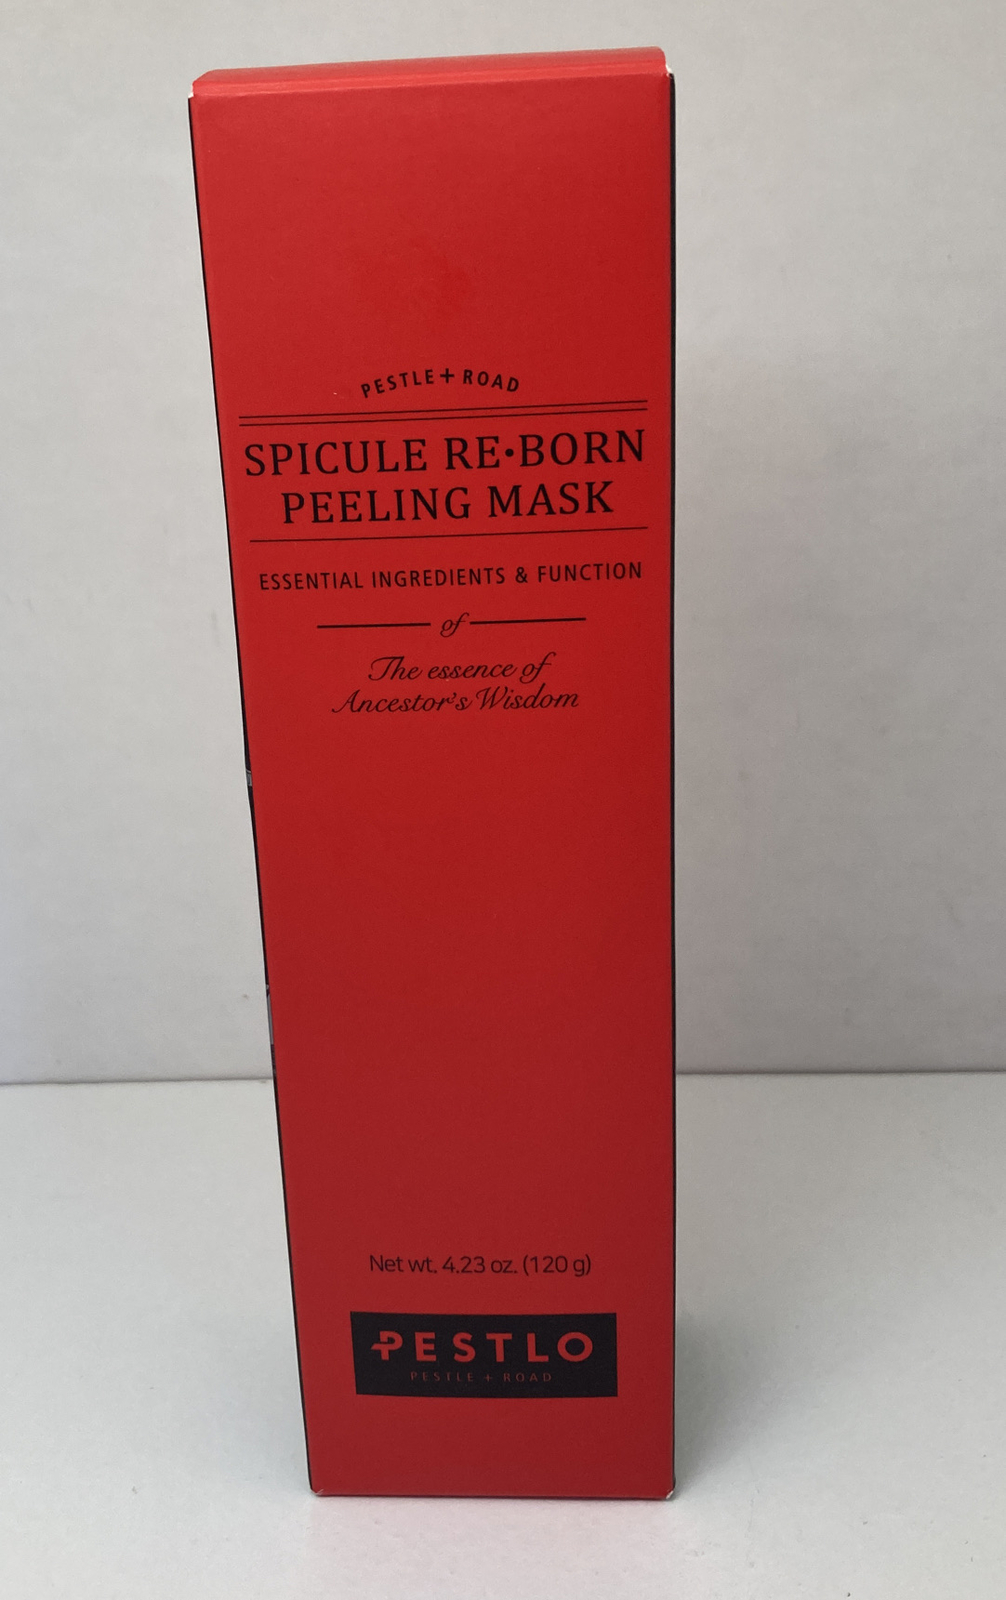 PESTLE+ROAD
SPICULE RE•BORN
PEELING MASK
ESSENTIAL INGREDIENTS & FUNCTION
of
The essence of
Ancestor's Wisdom
Net wt. 4.23 oz. (120 g)
PESTLO
PESTLE + ROAD